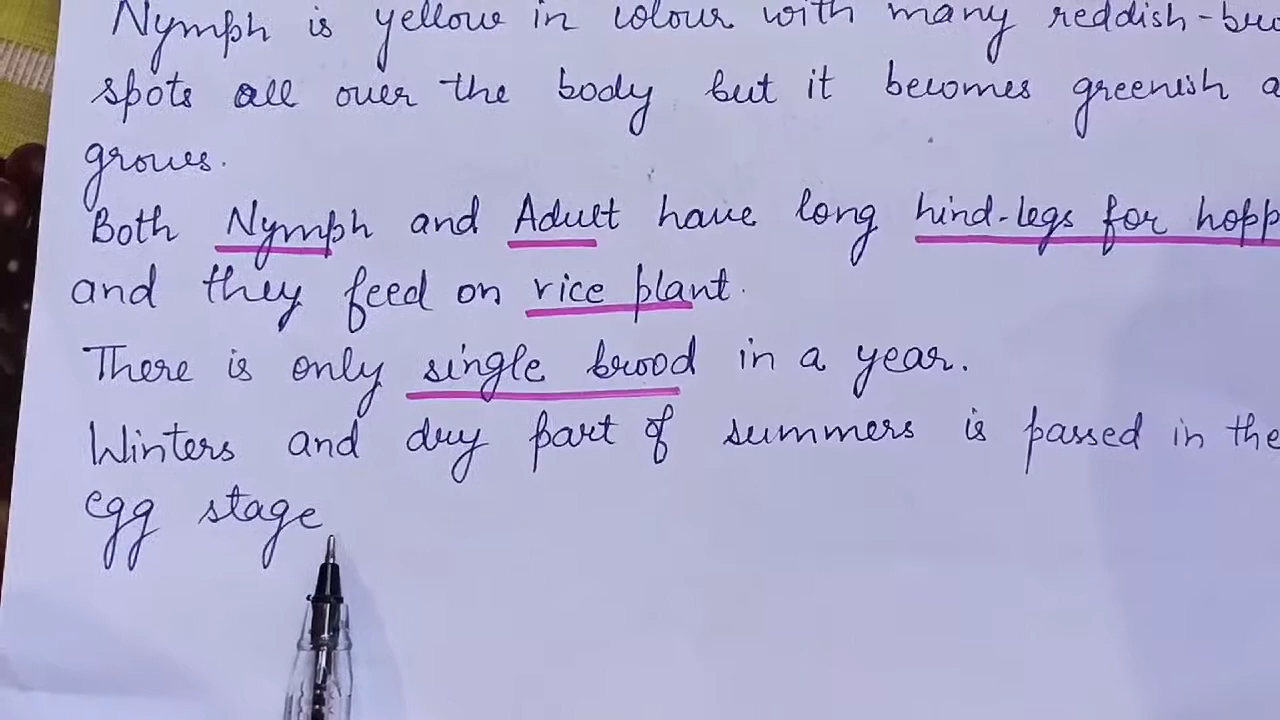 Nymph is yellow in colour with many reddish-
spots all over the body but it becomes greenish
grows.
Both Nymph and Adult have long hind-legs for hopp
and they feed on rice plant.
There is only single brood in a year.
Winters and dry part of summers is passed in the
egg stage